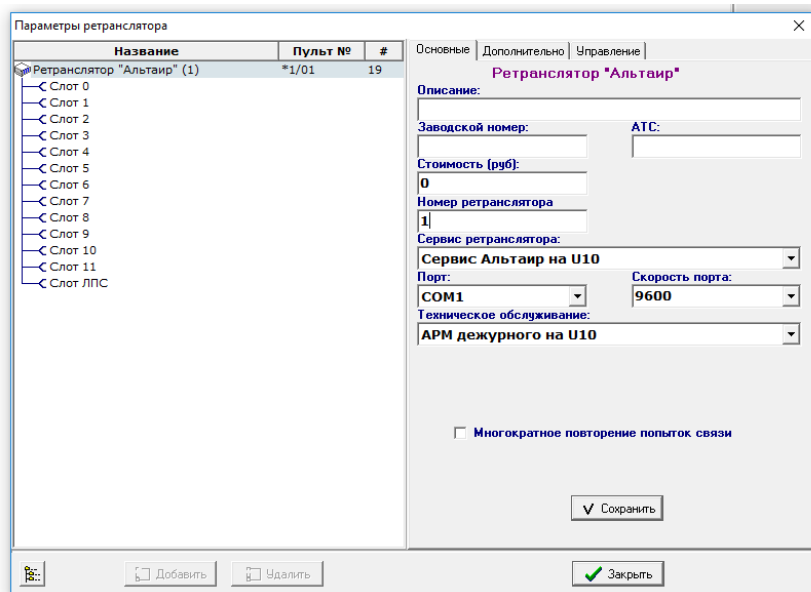 Параметры ретранслятора
Название Пульт № #
Ретранслятор "Альтаир" (1) *1/01 19
Слот 0
Слот 1
Слот 2
Слот 3
Слот 4
Слот 5
Слот 6
Слот 7
Слот 8
Слот 9
Слот 10
Слот 11
Слот ЛПС
Основные Дополнительно Управление
Ретранслятор "Альтаир"
Описание:
Заводской номер: АТС:
Стоимость (руб):
0
Номер ретранслятора
1
Сервис ретранслятора:
Сервис Альтаир на U10
Порт: Скорость порта:
COM1 9600
Техническое обслуживание:
АРМ дежурного на U10
Многократное повторение попыток связи
Сохранить
Добавить Удалить Закрыть